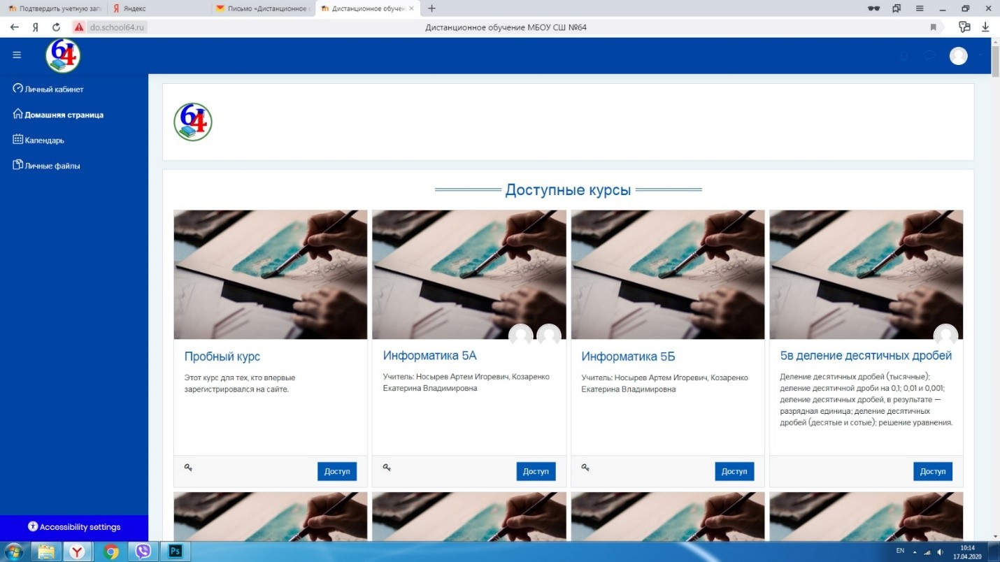 Подтвердить учетную зап
Яндекс
Письмо «Дистанционное
Дистанционное обучен
Я
do.school64.ru
Дистанционное обучение МБОУ СШ №64
64
Личный кабинет
Домашняя страница
Календарь
Личные файлы
64
Доступные курсы
Пробный курс
Этот курс для тех, кто впервые
зарегистрировался на сайте.
Доступ
Информатика 5А
Учитель: Носырев Артем Игоревич, Козаренко
Екатерина Владимировна
Доступ
Информатика 5Б
Учитель: Носырев Артем Игоревич, Козаренко
Екатерина Владимировна
Доступ
5в деление десятичных дробей
Деление десятичных дробей (тысячные);
деление десятичной дроби на 0,1; 0,01 и 0,001;
деление десятичных дробей, в результате —
разрядная единица; деление десятичных
дробей (десятые и сотые); решение уравнения.
Доступ
Accessibility settings
Ps
EN
10:14
17.04.2020